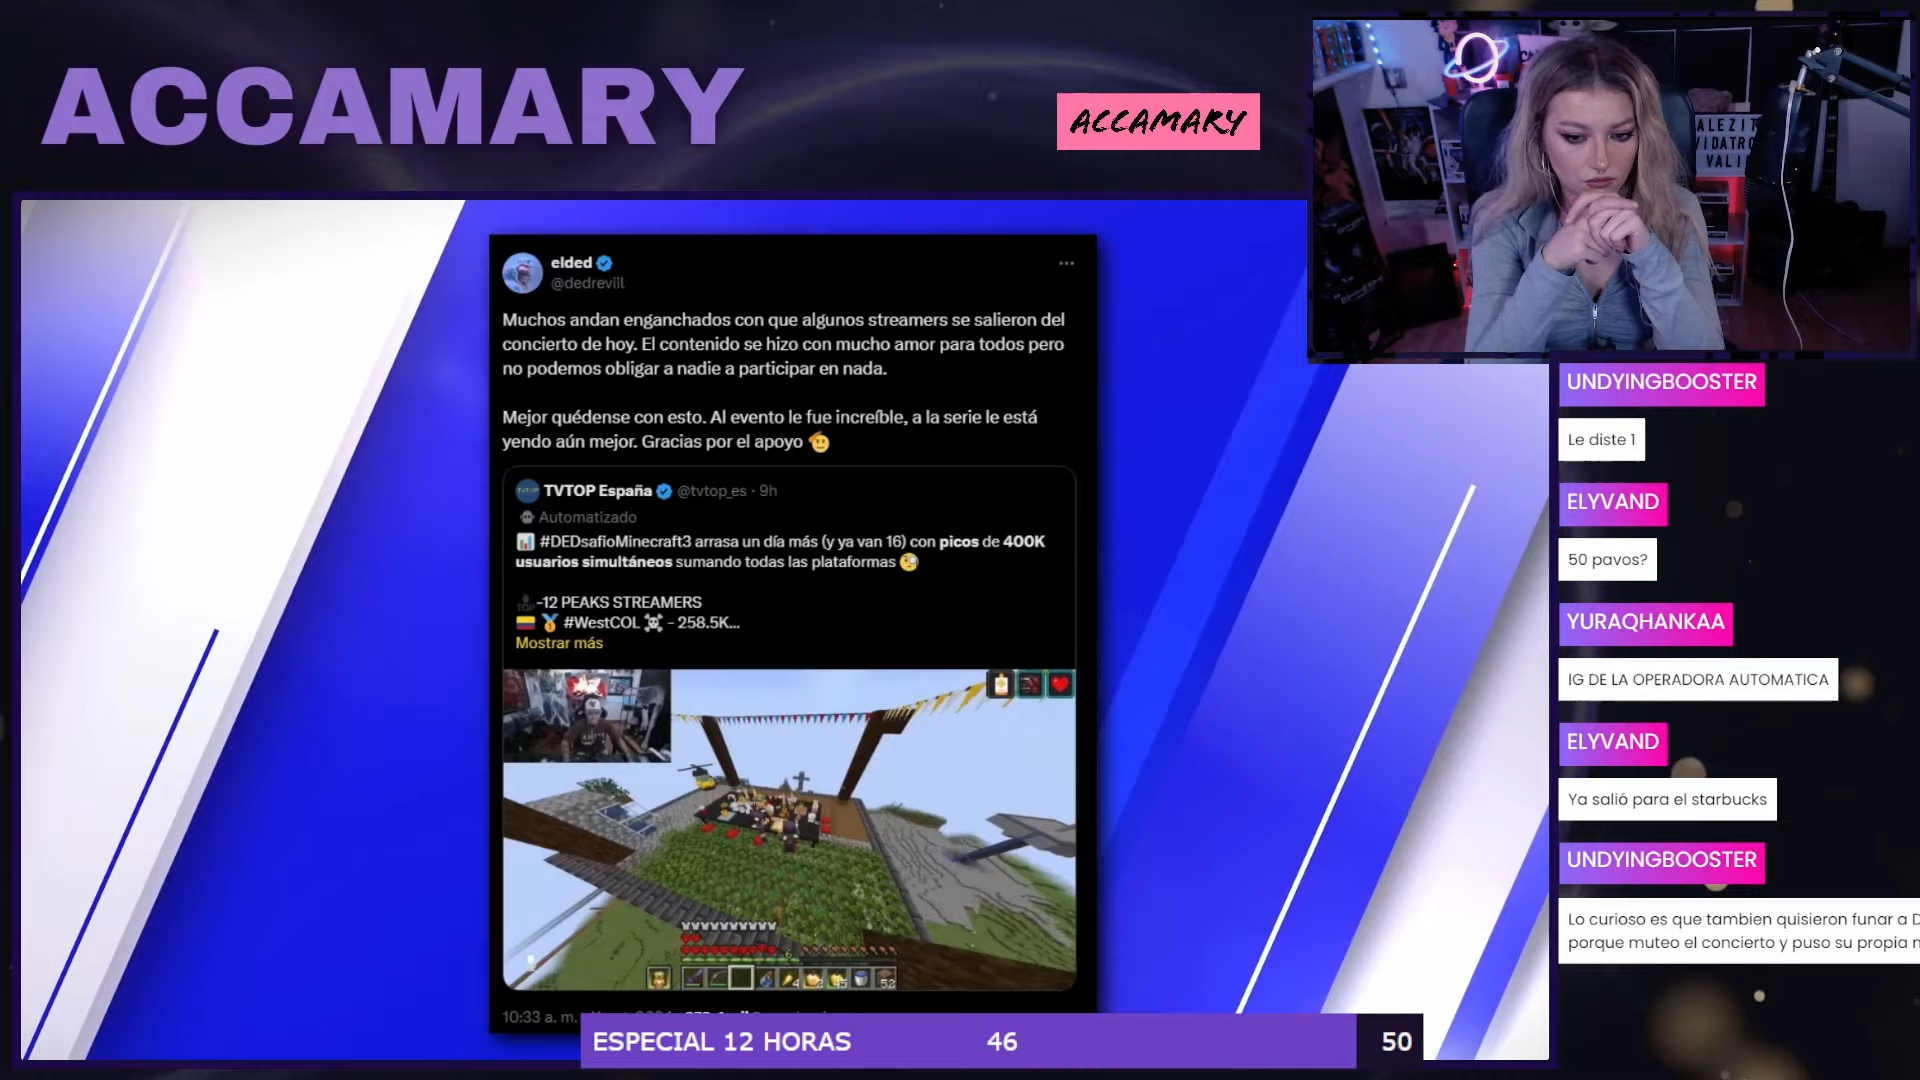 ACCAMARY
ACCAMARY
ALEZIT
VIDATRO
VALI
elded
@dedreviil
Muchos andan enganchados con que algunos streamers se salieron del
concierto de hoy. El contenido se hizo con mucho amor para todos pero
no podemos obligar a nadie a participar en nada.
Mejor quédense con esto. Al evento le fue increíble, a la serie le está
yendo aún mejor. Gracias por el apoyo 🫡
TVTOP España @tvtop_es · 9h
Automatizado
📊 #DEDsafioMinecraft3 arrasa un día más (y ya van 16) con picos de 400K
usuarios simultáneos sumando todas las plataformas 🧐
🔝-12 PEAKS STREAMERS
🇨🇴 🥇 #WestCOL ☠️ - 258.5K...
Mostrar más
10:33 a. m.
ESPECIAL 12 HORAS 46 50
UNDYINGBOOSTER
Le diste 1
ELYVAND
50 pavos?
YURAQHANKAA
IG DE LA OPERADORA AUTOMATICA
ELYVAND
Ya salió para el starbucks
UNDYINGBOOSTER
Lo curioso es que tambien quisieron funar a D
porque muteo el concierto y puso su propia